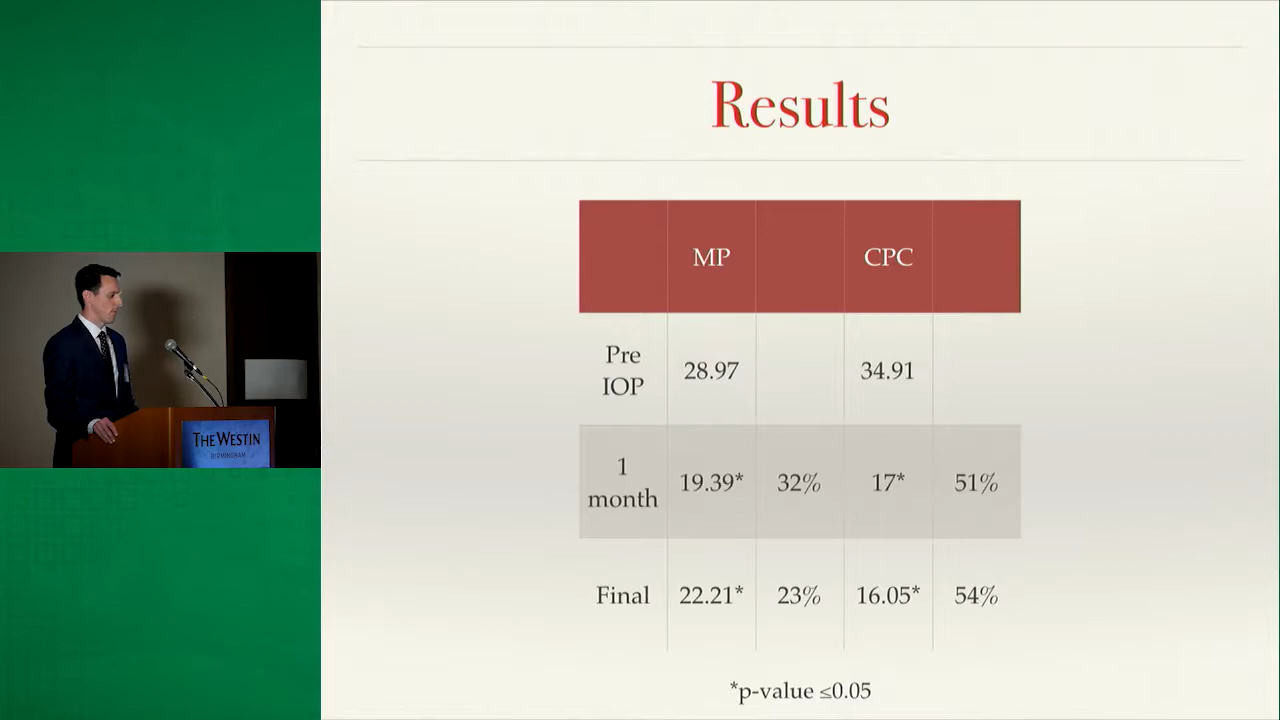 Results
MP CPC
Pre
IOP
28.97 34.91
1
month
19.39* 32% 17* 51%
Final 22.21* 23% 16.05* 54%
*p-value ≤0.05
THE WESTIN
BIRMINGHAM